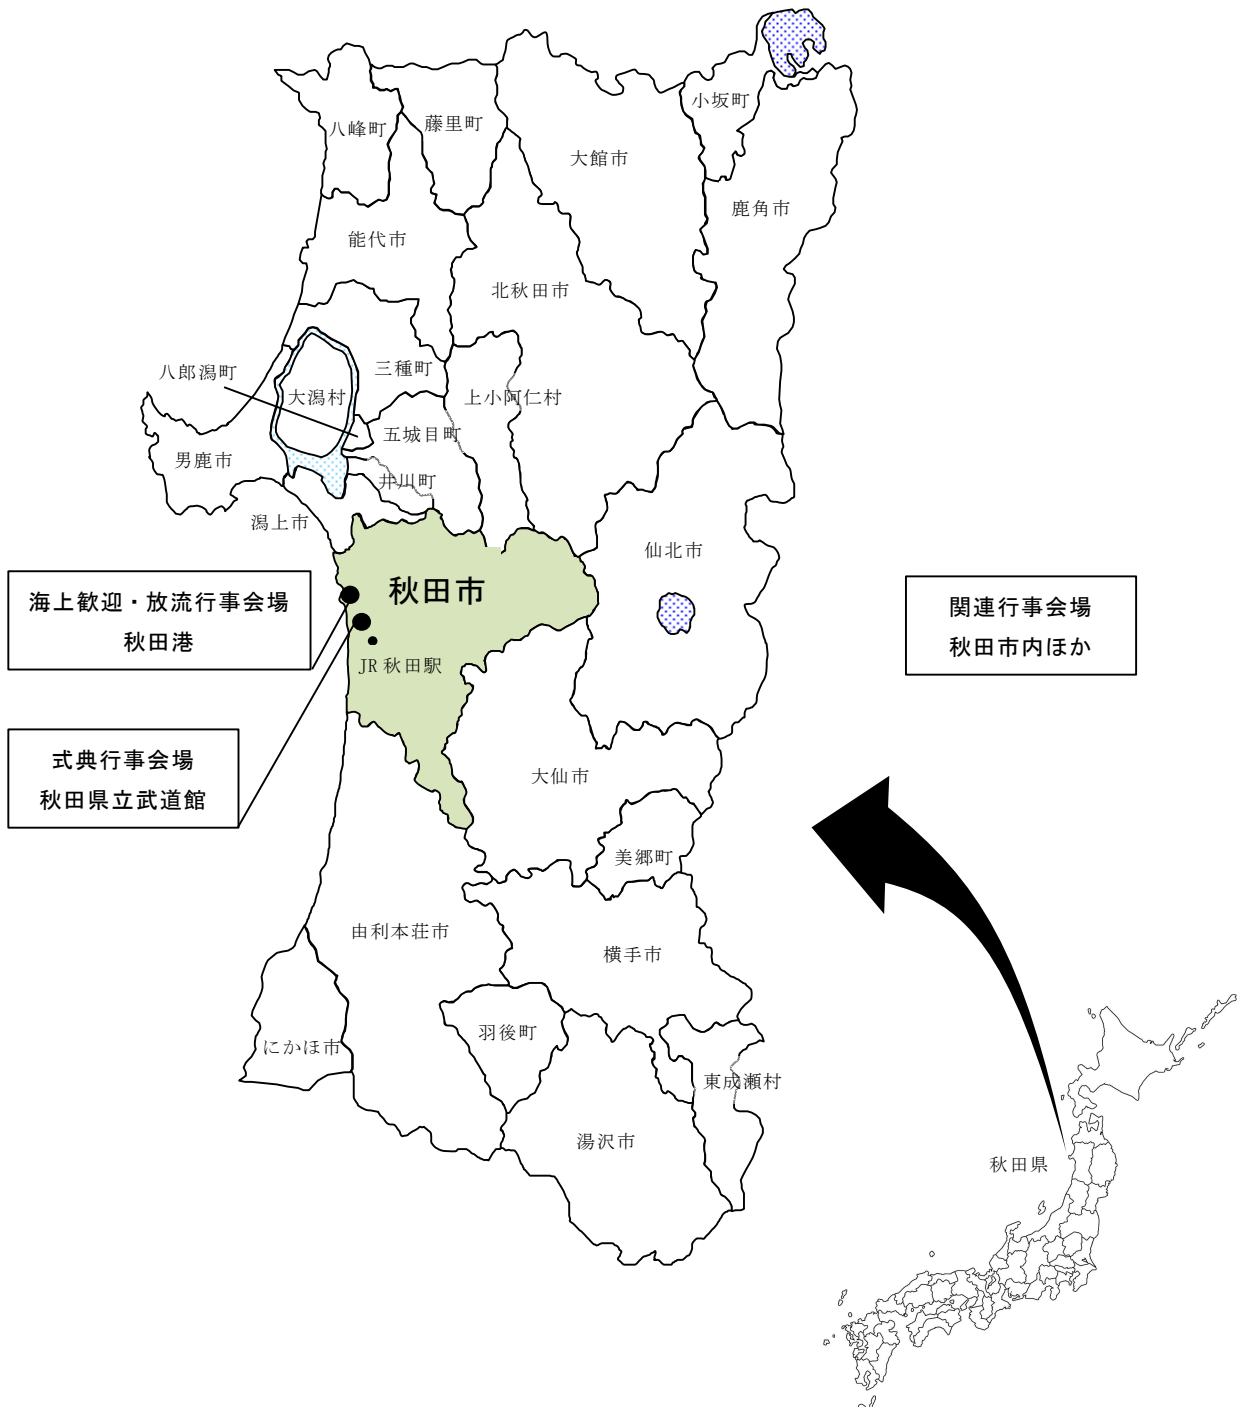 小坂町
八峰町
藤里町
大館市
鹿角市
能代市
北秋田市
三種町
八郎潟町
大潟村
上小阿仁村
五城目町
男鹿市
井川町
潟上市
仙北市
秋田市
海上歓迎・放流行事会場
秋田港
関連行事会場
秋田市内ほか
JR 秋田駅
式典行事会場
秋田県立武道館
大仙市
美郷町
由利本荘市
横手市
羽後町
にかほ市
東成瀬村
湯沢市
秋田県